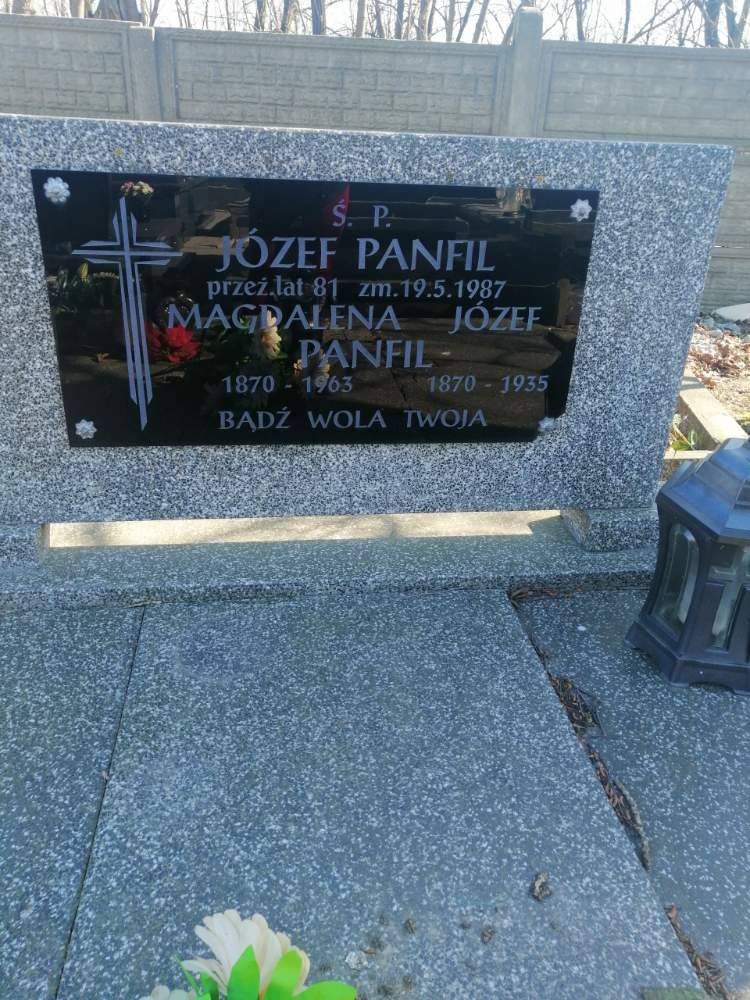 Ś. P.
JÓZEF PANFIL
przeż.lat 81 zm.19.5.1987
MAGDALENA JÓZEF
PANFIL
1870 - 1963 1870 - 1935
BĄDŹ WOLA TWOJA